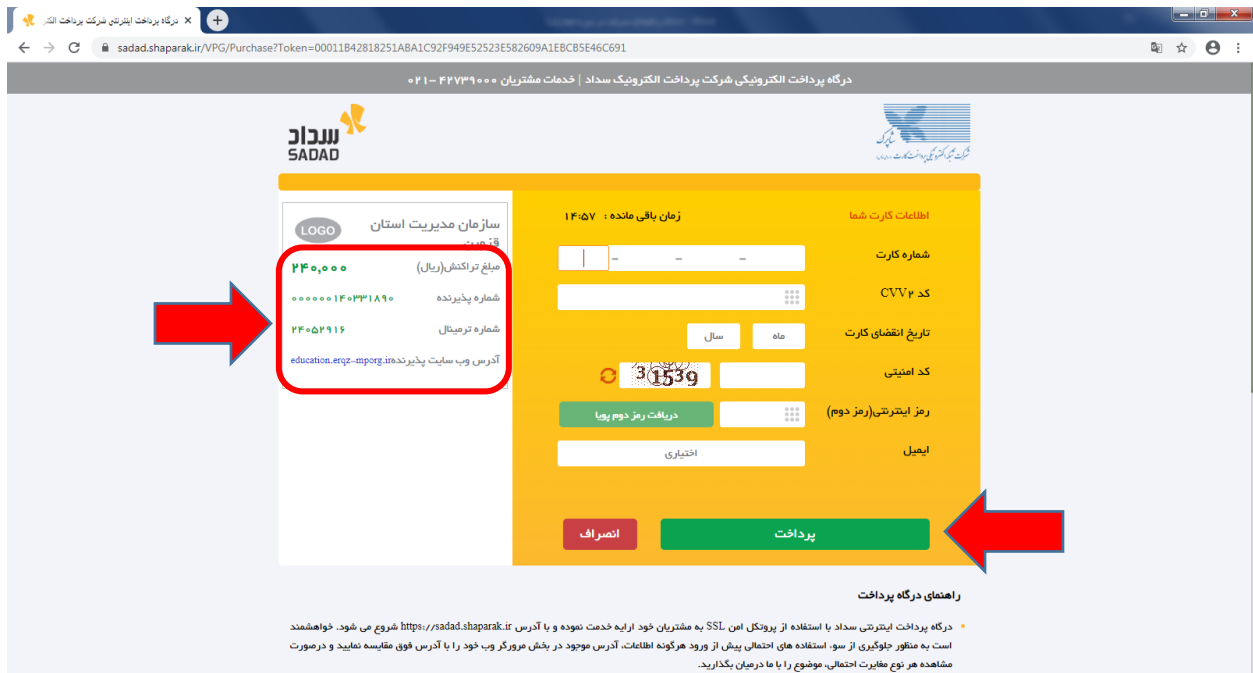 درگاه پرداخت اینترنتی شرکت پرداخت الکتر
sadad.shaparak.ir/VPG/Purchase?Token=00011B42818251ABA1C92F949E52523E582609A1EBCB5E46C691
درگاه پرداخت الکترونیکی شرکت پرداخت الکترونیک سداد | خدمات مشتریان ۴۲۷۳۹۰۰۰ –۰۲۱
شاپرک
شرکت شبکه الکترونیکی پرداخت کارت
سداد
SADAD
اطلاعات کارت شما
زمان باقی مانده : ۱۴:۵۷
شماره کارت
– – –
کد CVV۲
تاریخ انقضای کارت
ماه
سال
کد امنیتی
31539
رمز اینترنتی(رمز دوم)
دریافت رمز دوم پویا
ایمیل
اختیاری
پرداخت
انصراف
سازمان مدیریت استان
قزوین
LOGO
مبلغ تراکنش(ریال) ۲۴۰,۰۰۰
شماره پذیرنده ۰۰۰۰۰۰۱۴۰۳۳۱۸۹۰
شماره ترمینال ۲۴۰۵۲۹۱۶
آدرس وب سایت پذیرنده education.erqz-mporg.ir
راهنمای درگاه پرداخت
درگاه پرداخت اینترنتی سداد با استفاده از پروتکل امن SSL به مشتریان خود ارایه خدمت نموده و با آدرس https://sadad.shaparak.ir شروع می شود. خواهشمند
است به منظور جلوگیری از سوء استفاده های احتمالی پیش از ورود هرگونه اطلاعات، آدرس موجود در بخش مرورگر وب خود را با آدرس فوق مقایسه نمایید و درصورت
مشاهده هر نوع مغایرت احتمالی، موضوع را با ما درمیان بگذارید.